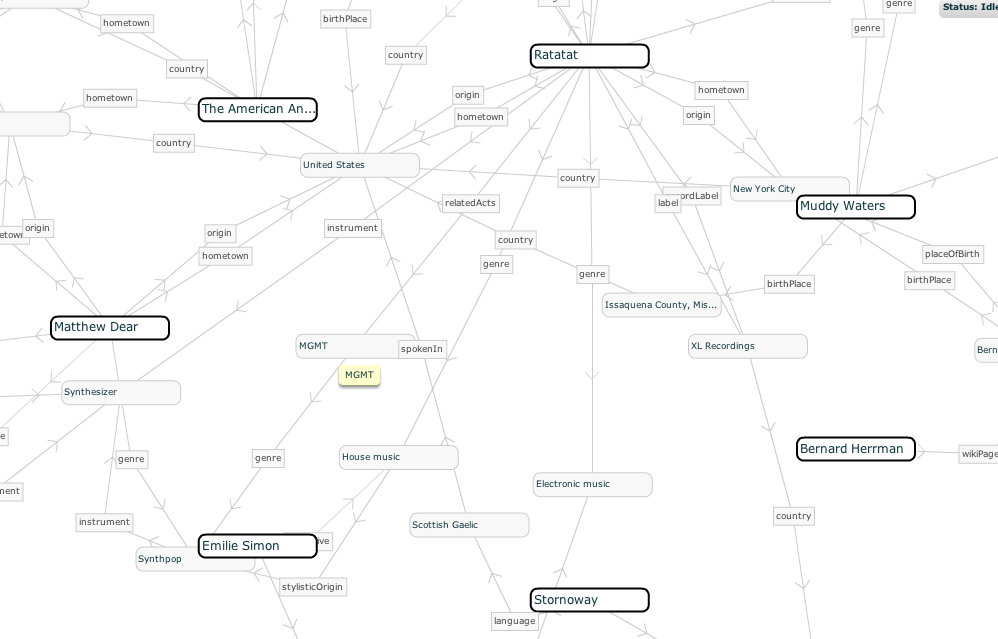 genre
Status: Idle
hometown
birthPlace
genre
country
Ratatat
country
hometown
origin
hometown
The American An...
hometown
origin
country
United States
country
New York City
recordLabel
label
relatedActs
Muddy Waters
origin
origin
instrument
country
hometown
genre
placeOfBirth
genre
birthPlace
birthPlace
Issaquena County, Mis...
Matthew Dear
MGMT
spokenIn
XL Recordings
Bern
MGMT
Synthesizer
House music
Bernard Herrman
wikiPage
genre
genre
Electronic music
ment
country
instrument
Scottish Gaelic
Emilie Simon
ive
Synthpop
stylisticOrigin
Stornoway
language